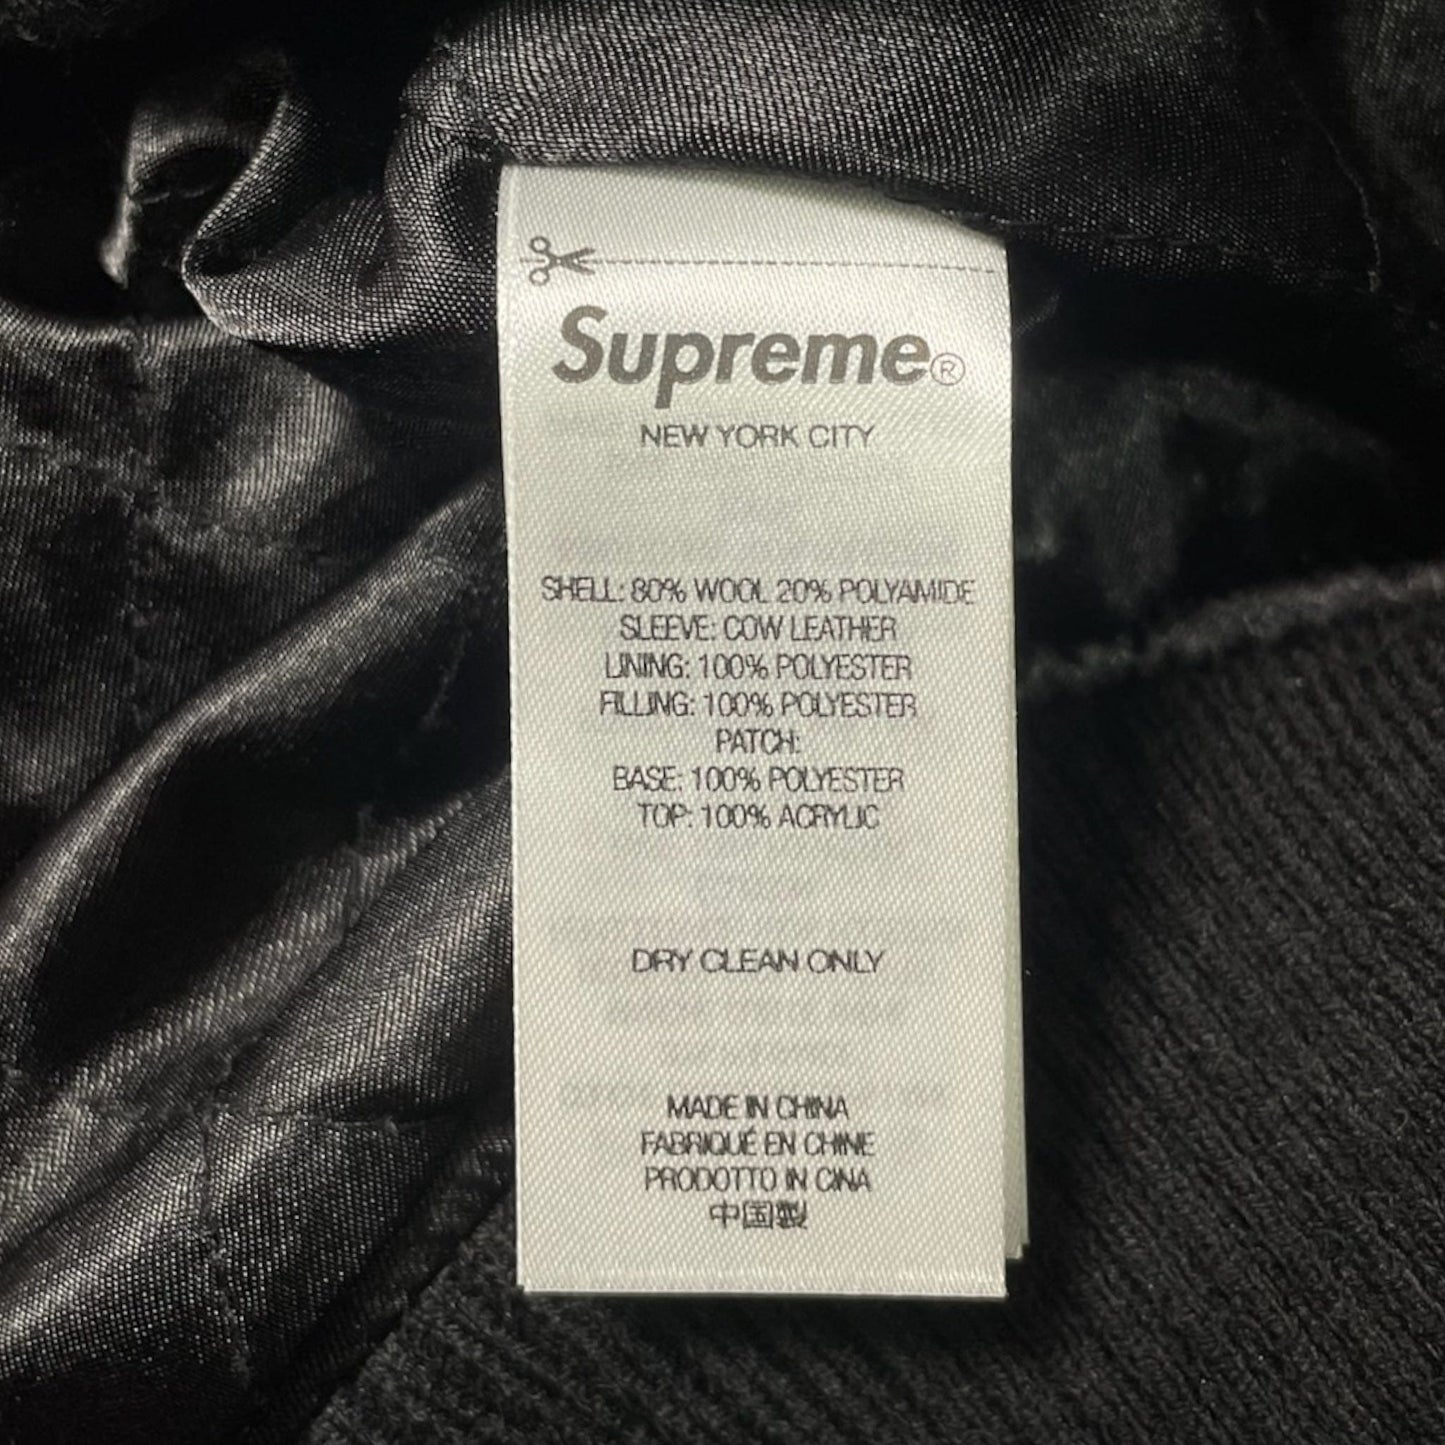 Supreme®
NEW YORK CITY
SHELL: 80% WOOL 20% POLYAMIDE
SLEEVE: COW LEATHER
LINING: 100% POLYESTER
FILLING: 100% POLYESTER
PATCH:
BASE: 100% POLYESTER
TOP: 100% ACRYLIC
DRY CLEAN ONLY
MADE IN CHINA
FABRIQUÉ EN CHINE
PRODOTTO IN CINA
中国製